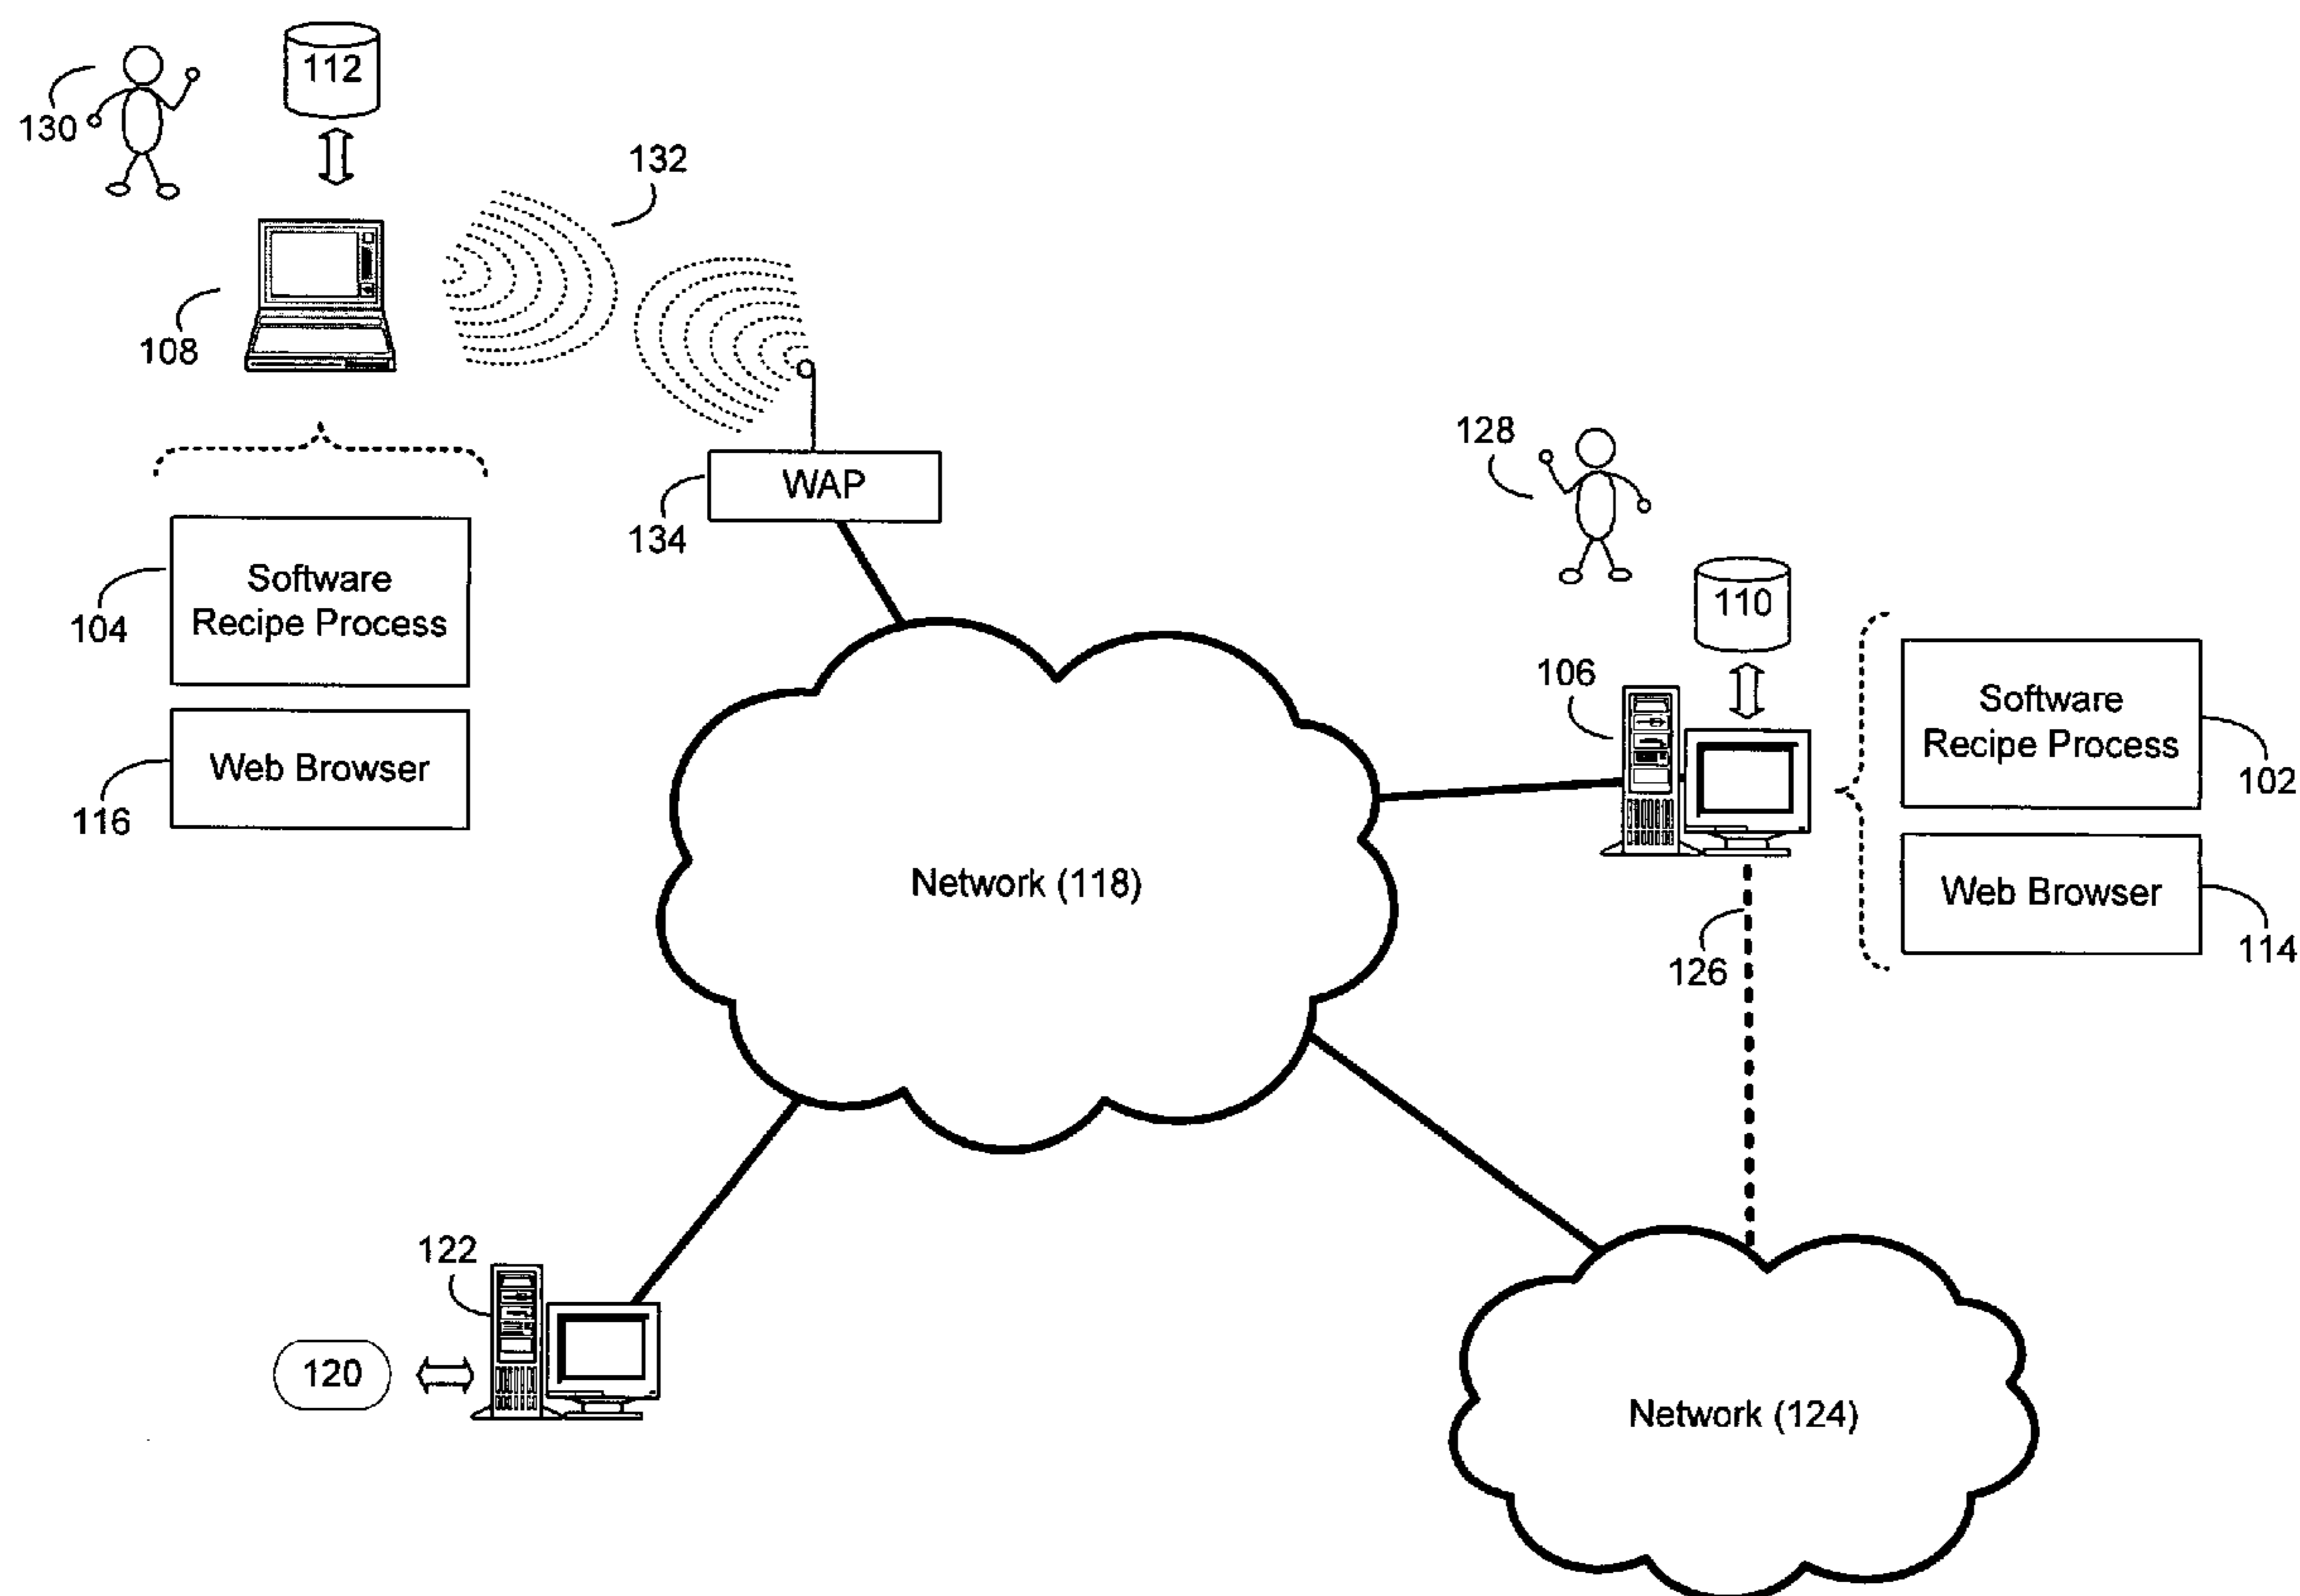 112
130
132
108
WAP
134
128
Software
Recipe Process
104
110
106
Software
Recipe Process
102
Web Browser
116
Network (118)
Web Browser
114
126
122
120
Network (124)